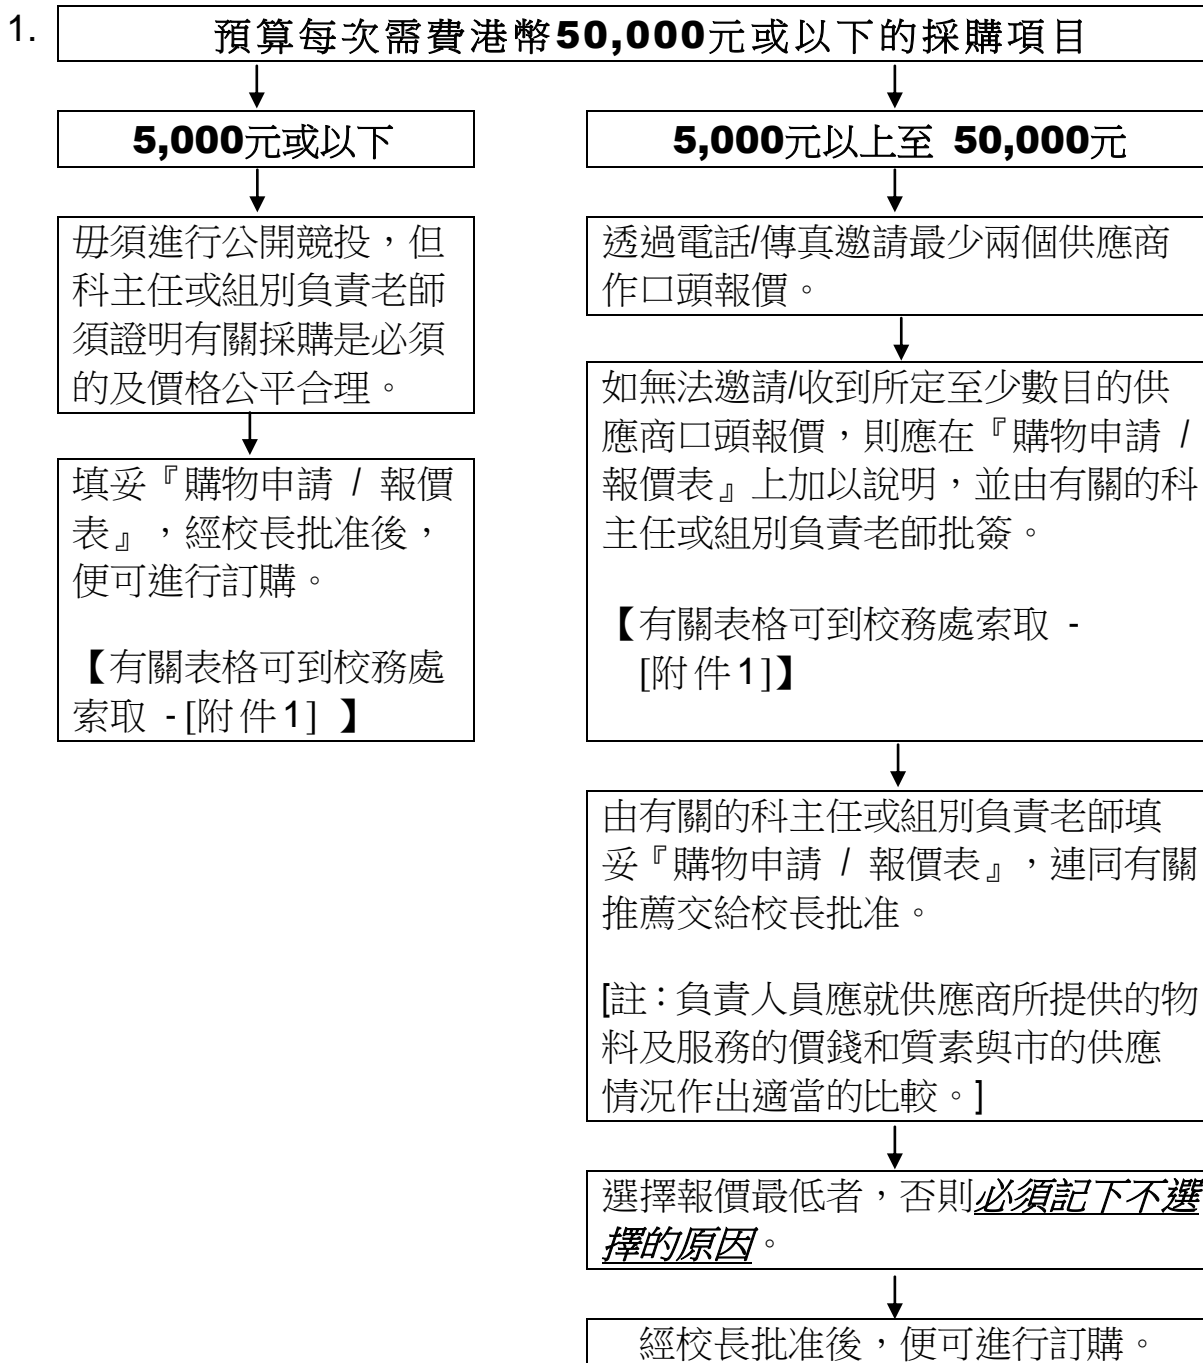 1.
預算每次需費港幣50,000元或以下的採購項目
5,000元或以下
毋須進行公開競投，但
科主任或組別負責老師
須證明有關採購是必須
的及價格公平合理。
填妥『購物申請 / 報價
表』，經校長批准後，
便可進行訂購。
【有關表格可到校務處
索取 -[附件1] 】
5,000元以上至 50,000元
透過電話/傳真邀請最少兩個供應商
作口頭報價。
如無法邀請/收到所定至少數目的供
應商口頭報價，則應在『購物申請 /
報價表』上加以說明，並由有關的科
主任或組別負責老師批簽。
【有關表格可到校務處索取 -
[附件1]】
由有關的科主任或組別負責老師填
妥『購物申請 / 報價表』，連同有關
推薦交給校長批准。
[註：負責人員應就供應商所提供的物
料及服務的價錢和質素與市的供應
情況作出適當的比較。]
選擇報價最低者，否則必須記下不選
擇的原因。
經校長批准後，便可進行訂購。